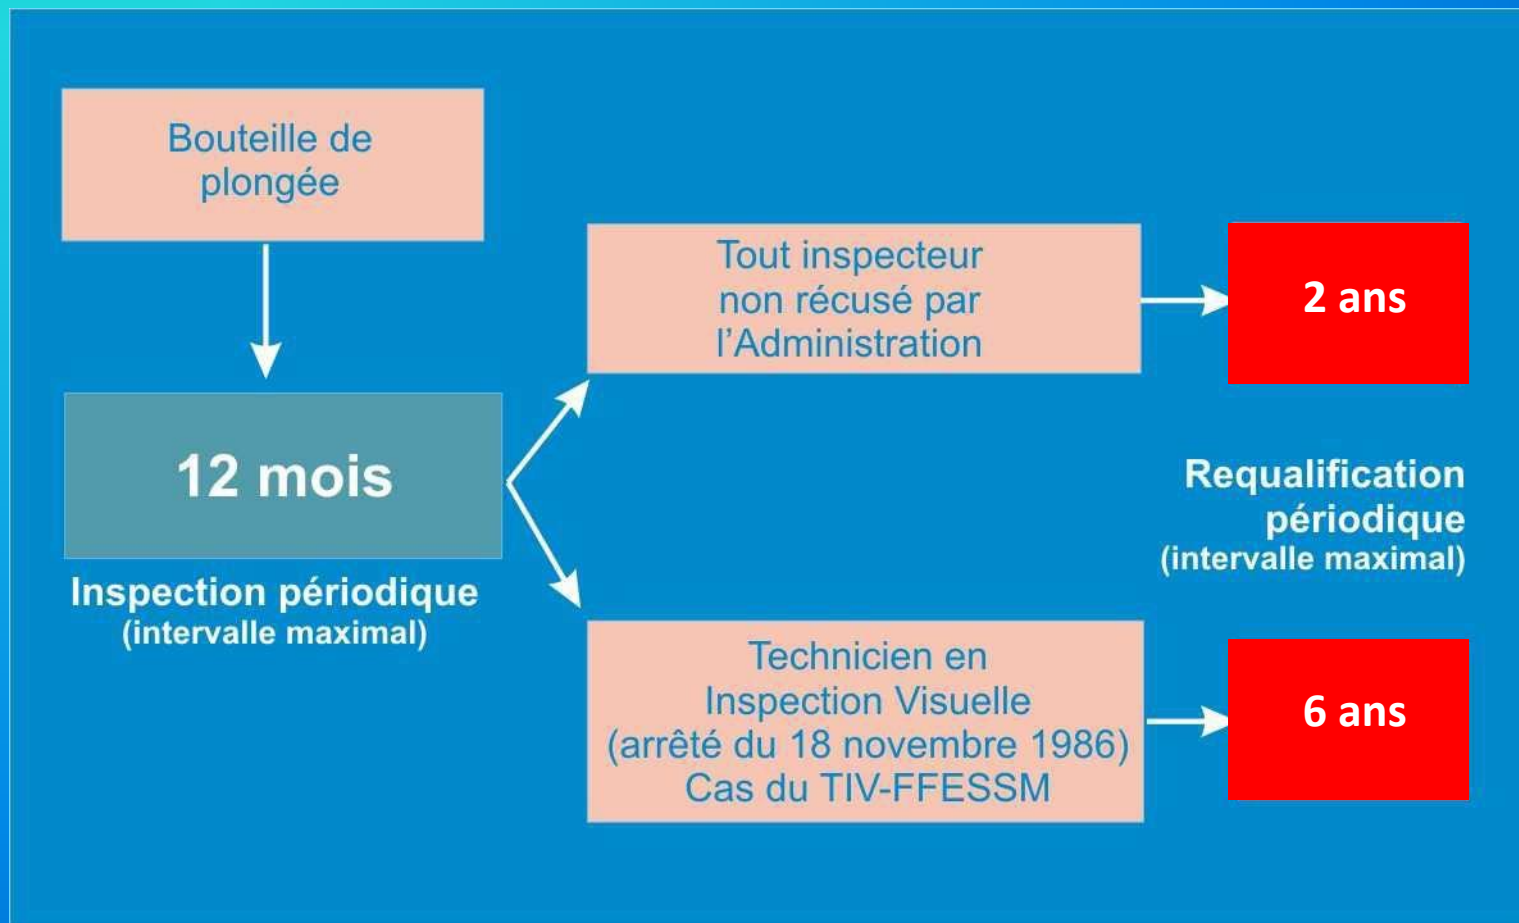 Bouteille de
plongée
12 mois
Inspection périodique
(intervalle maximal)
Tout inspecteur
non récusé par
l'Administration
2 ans
Requalification
périodique
(intervalle maximal)
Technicien en
Inspection Visuelle
(arrêté du 18 novembre 1986)
Cas du TIV-FFESSM
6 ans